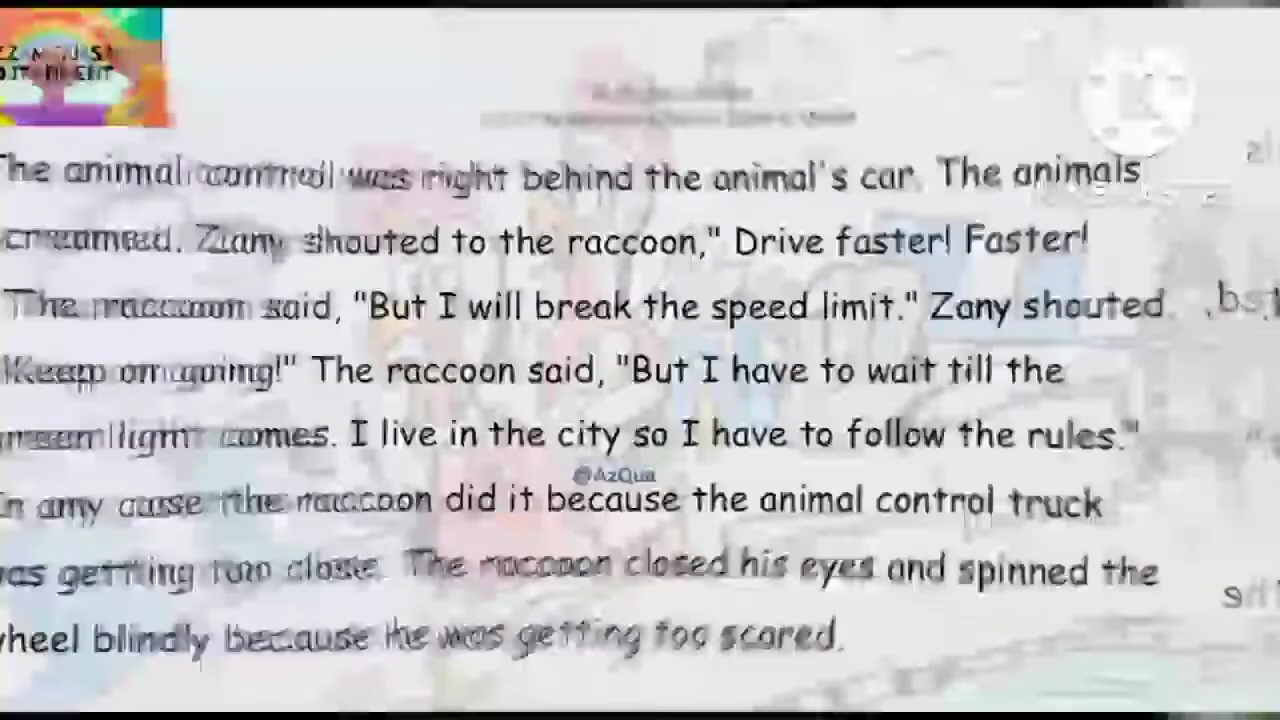 The animal control was right behind the animal's car. The animals
screamed. Zany shouted to the raccoon," Drive faster! Faster!
The raccoon said, "But I will break the speed limit." Zany shouted.
"Keep on going!" The raccoon said, "But I have to wait till the
green light comes. I live in the city so I have to follow the rules."
@AzQua
In any case the raccoon did it because the animal control truck
was getting too close. The raccoon closed his eyes and spinned the
wheel blindly because he was getting too scared.